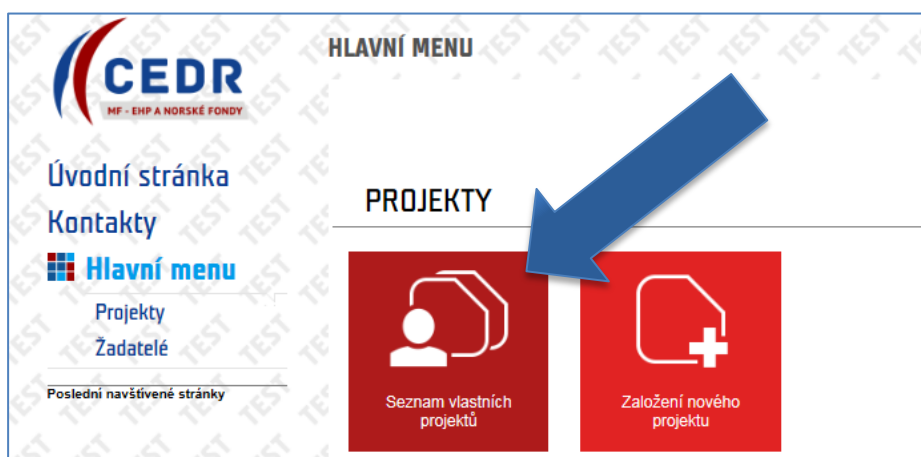 CEDR
MF - EHP A NORSKÉ FONDY
HLAVNÍ MENU
Úvodní stránka
Kontakty
Hlavní menu
Projekty
Žadatelé
Poslední navštívené stránky
PROJEKTY
Seznam vlastních
projektů
Založení nového
projektu
TEST